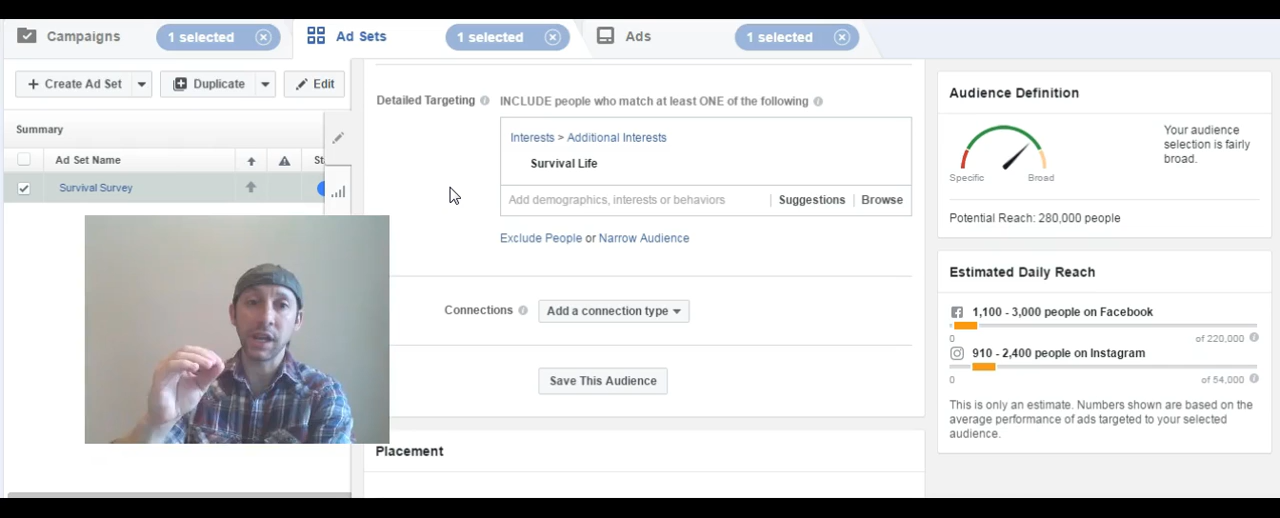 Campaigns
1 selected
Ad Sets
1 selected
Ads
1 selected
+ Create Ad Set
Duplicate
Edit
Summary
Ad Set Name
St
Survival Survey
Detailed Targeting
INCLUDE people who match at least ONE of the following
Interests > Additional Interests
Survival Life
Add demographics, interests or behaviors
Suggestions | Browse
Exclude People or Narrow Audience
Connections
Add a connection type
Save This Audience
Placement
Audience Definition
Specific
Broad
Your audience
selection is fairly
broad.
Potential Reach: 280,000 people
Estimated Daily Reach
1,100 - 3,000 people on Facebook
0
of 220,000
910 - 2,400 people on Instagram
0
of 54,000
This is only an estimate. Numbers shown are based on the
average performance of ads targeted to your selected
audience.